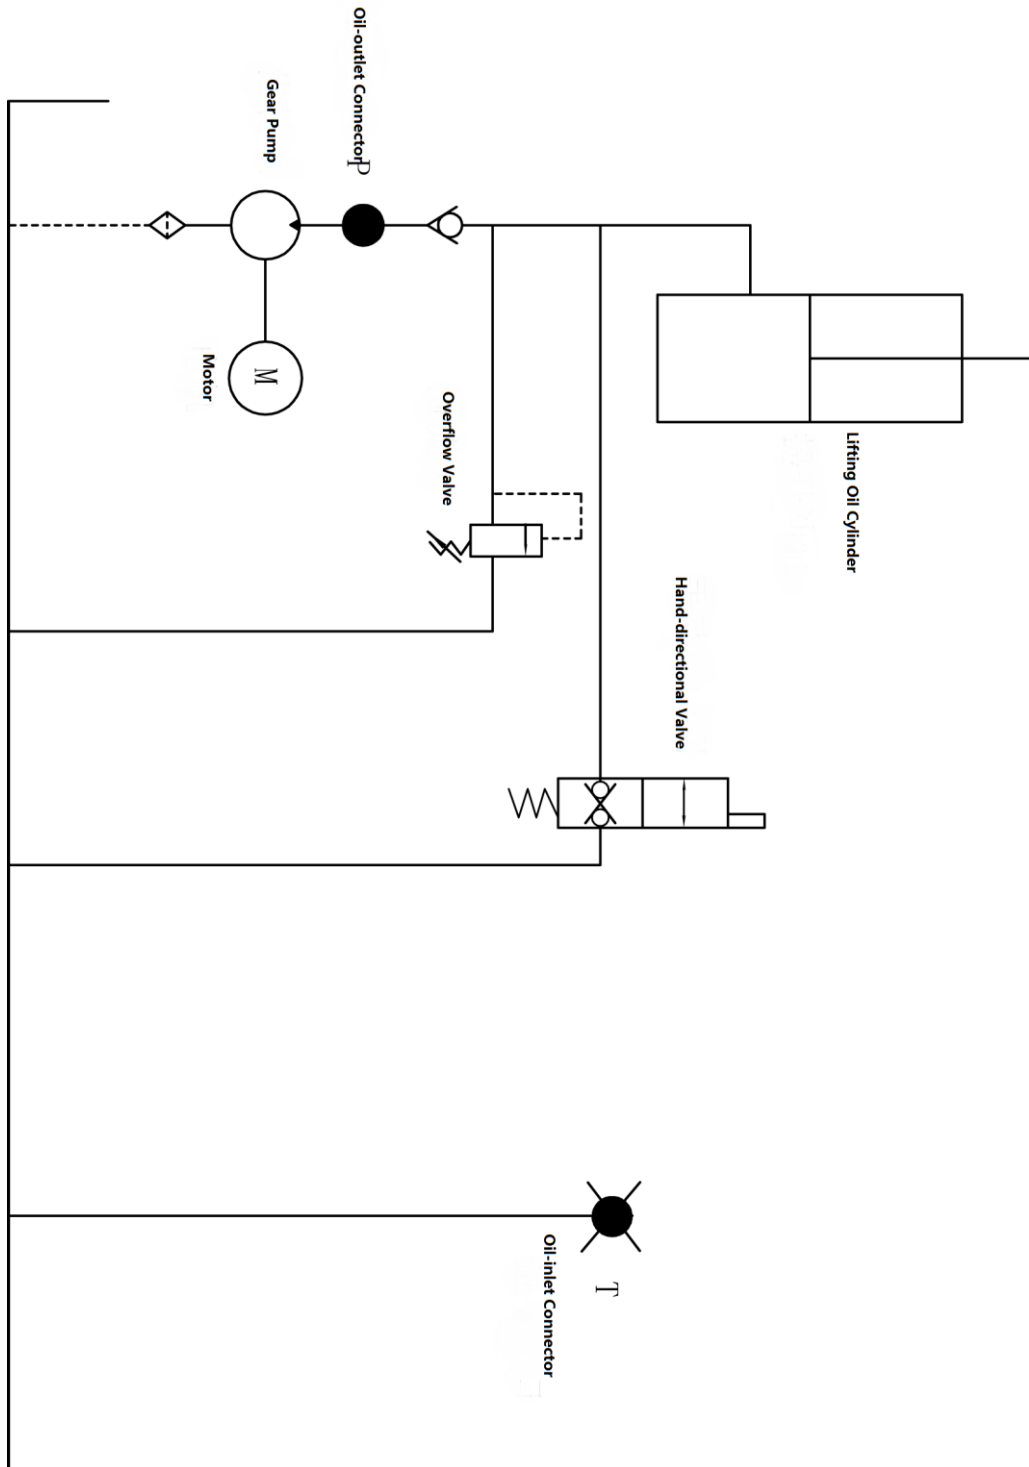 Oil-outlet Connector
P
Gear Pump
M
Motor
Overflow Valve
Lifting Oil Cylinder
Hand-directional Valve
T
Oil-inlet Connector